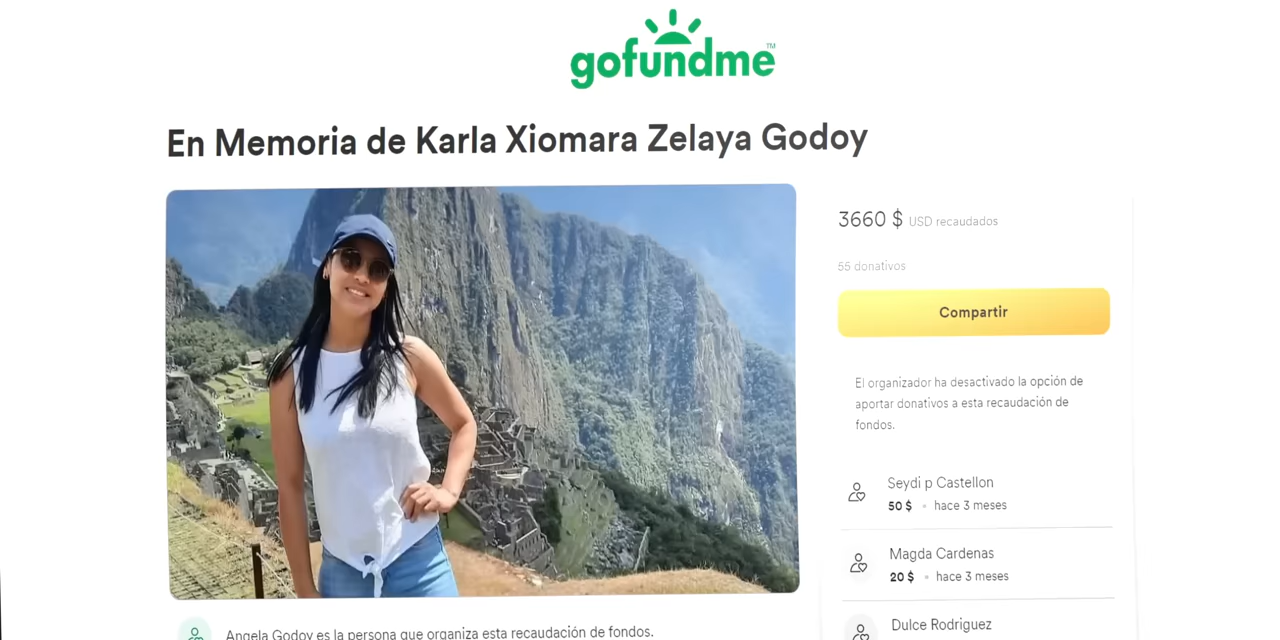 gofundme™
En Memoria de Karla Xiomara Zelaya Godoy
3660 $ USD recaudados
55 donativos
Compartir
El organizador ha desactivado la opción de
aportar donativos a esta recaudación de
fondos.
Seydi p Castellon
50 $ • hace 3 meses
Magda Cardenas
20 $ • hace 3 meses
Dulce Rodriguez
Angela Godoy es la persona que organiza esta recaudación de fondos.